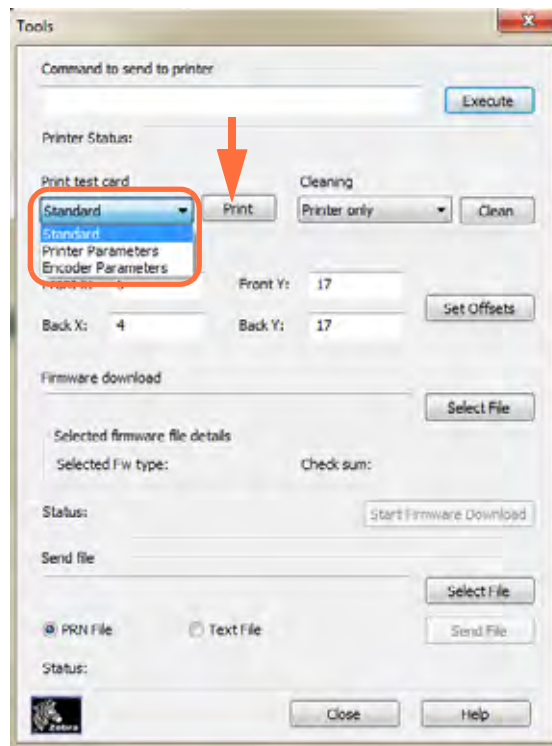 Tools
Command to send to printer
Execute
Printer Status:
Print test card
Cleaning
Standard
Print
Printer only
Clean
Standard
Printer Parameters
Encoder Parameters
Front Y: 17
Set Offsets
Back X: 4
Back Y: 17
Firmware download
Select File
Selected firmware file details
Selected Fw type:
Check sum:
Status:
Start Firmware Download
Send file
Select File
PRN File
Text File
Send File
Status:
Zebra
Close
Help